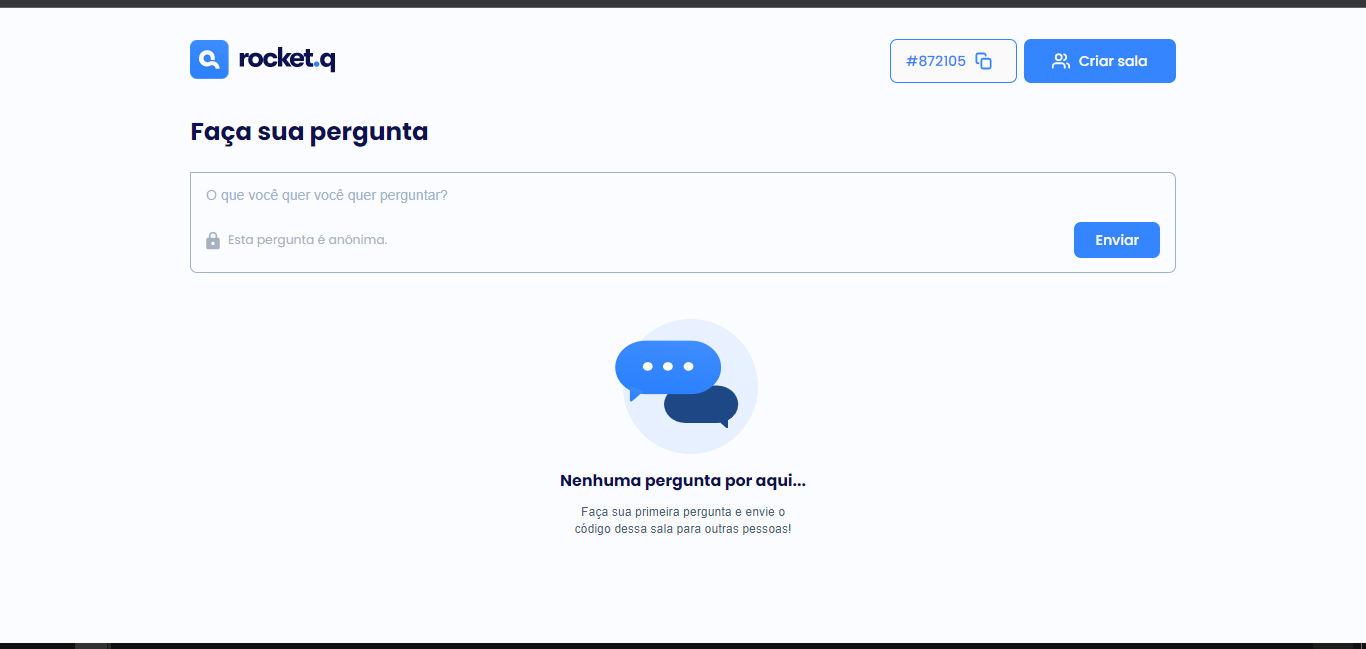 rocket.q
#872105
Criar sala
Faça sua pergunta
O que você quer você quer perguntar?
Esta pergunta é anônima.
Enviar
Nenhuma pergunta por aqui...
Faça sua primeira pergunta e envie o
código dessa sala para outras pessoas!